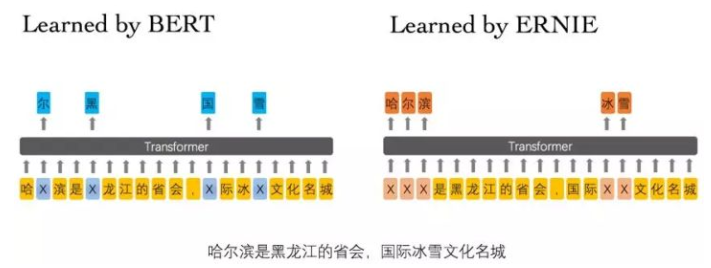 Learned by BERT
Learned by ERNIE
尔 黑 国 雪
哈 尔 滨 冰 雪
Transformer
Transformer
哈 X 滨 是 X 龙 江 的 省 会 , X 际 冰 X 文 化 名 城
X X X 是 黑 龙 江 的 省 会 , 国 际 X X 文 化 名 城
哈尔滨是黑龙江的省会，国际冰雪文化名城